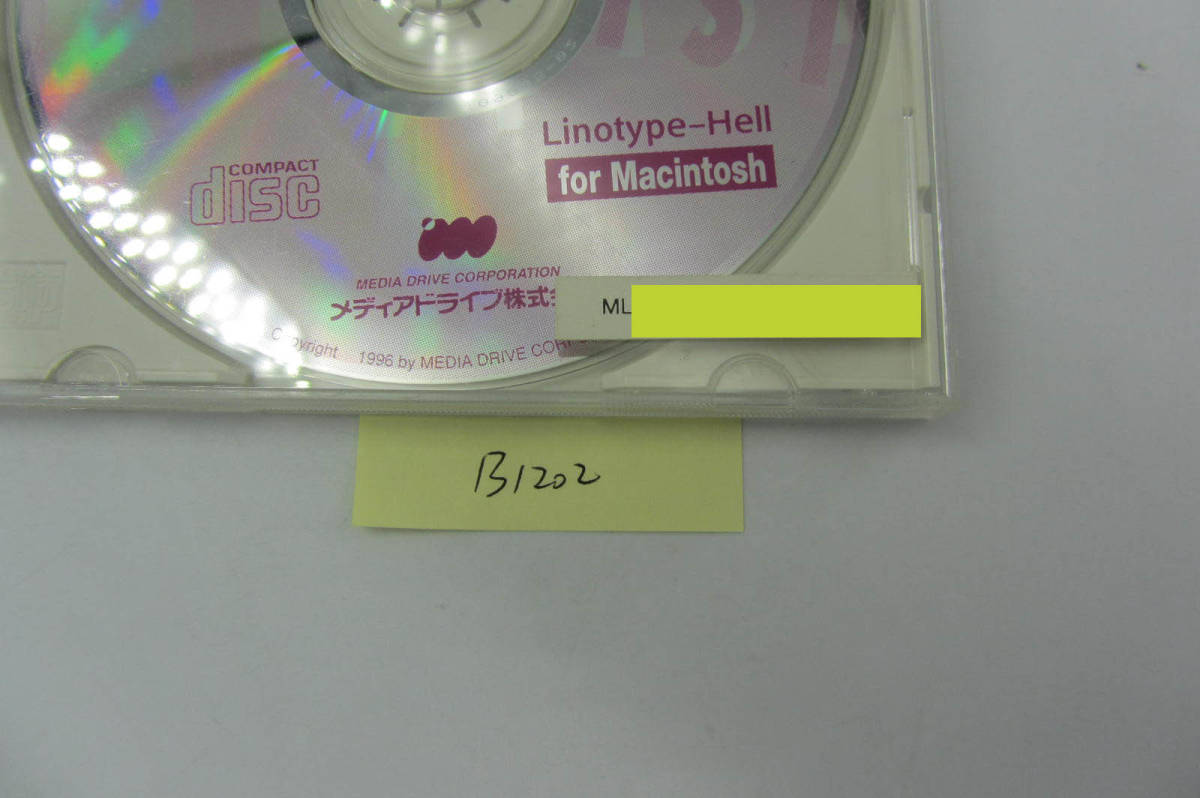 Linotype-Hell
for Macintosh
COMPACT
disc
MEDIA DRIVE CORPORATION
メディアドライブ株式
ML
Copyright 1996 by MEDIA DRIVE COR
B1202